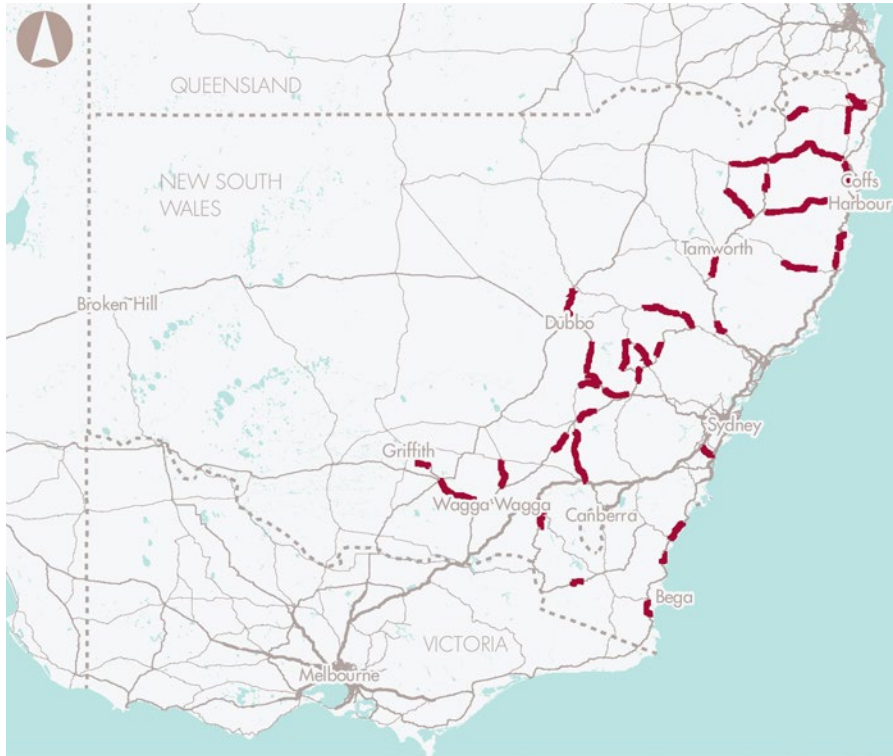 QUEENSLAND
NEW SOUTH
WALES
Coffs
Harbour
Tamworth
Broken Hill
Dubbo
Sydney
Griffith
Wagga Wagga
Canberra
Bega
VICTORIA
Melbourne